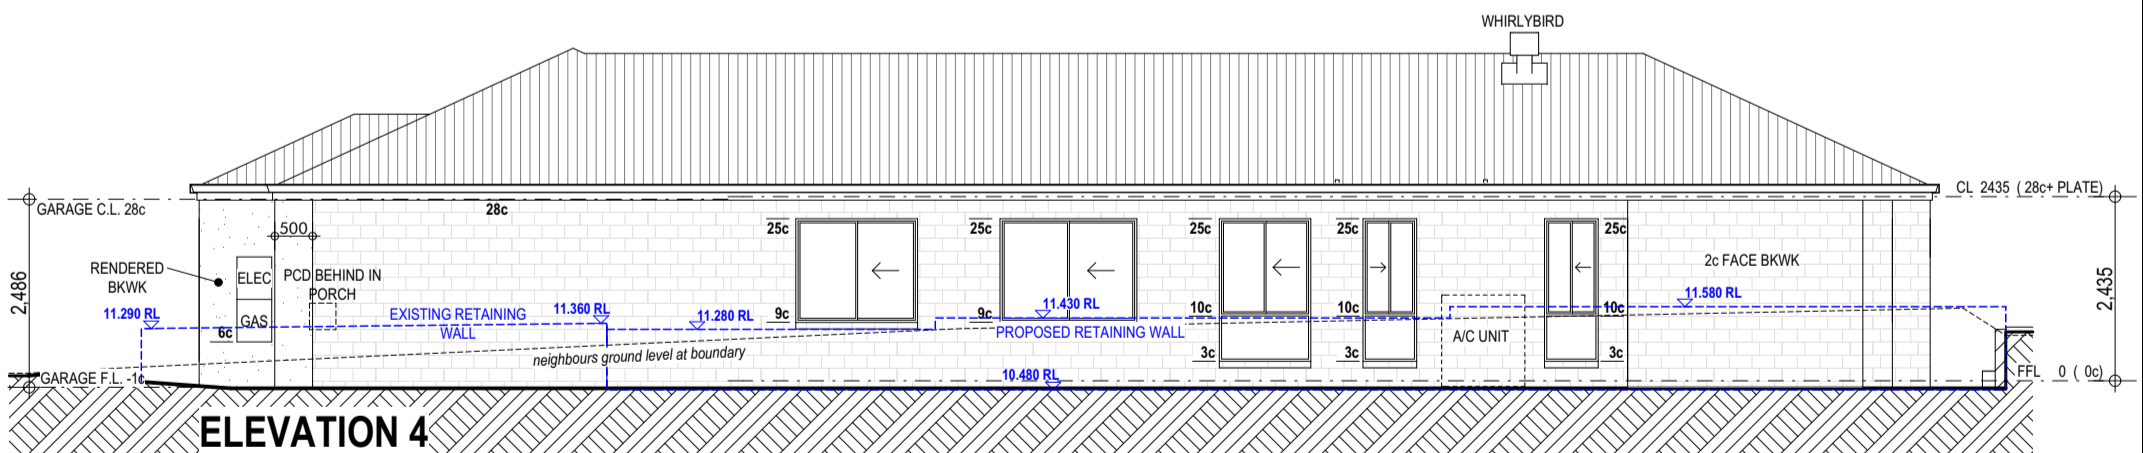 WHIRLYBIRD
CL 2435 ( 28c+ PLATE)
GARAGE C.L. 28c
28c
500
25c
25c
25c
25c
25c
2,486
2,435
RENDERED
BKWK
ELEC
GAS
6c
PCD BEHIND IN
PORCH
2c FACE BKWK
11.290 RL
EXISTING RETAINING
WALL
11.360 RL
11.280 RL
9c
9c
11.430 RL
PROPOSED RETAINING WALL
10c
10c
10c
11.580 RL
A/C UNIT
neighbours ground level at boundary
3c
3c
3c
10.480 RL
GARAGE F.L. -1c
FFL 0 ( 0c)
ELEVATION 4